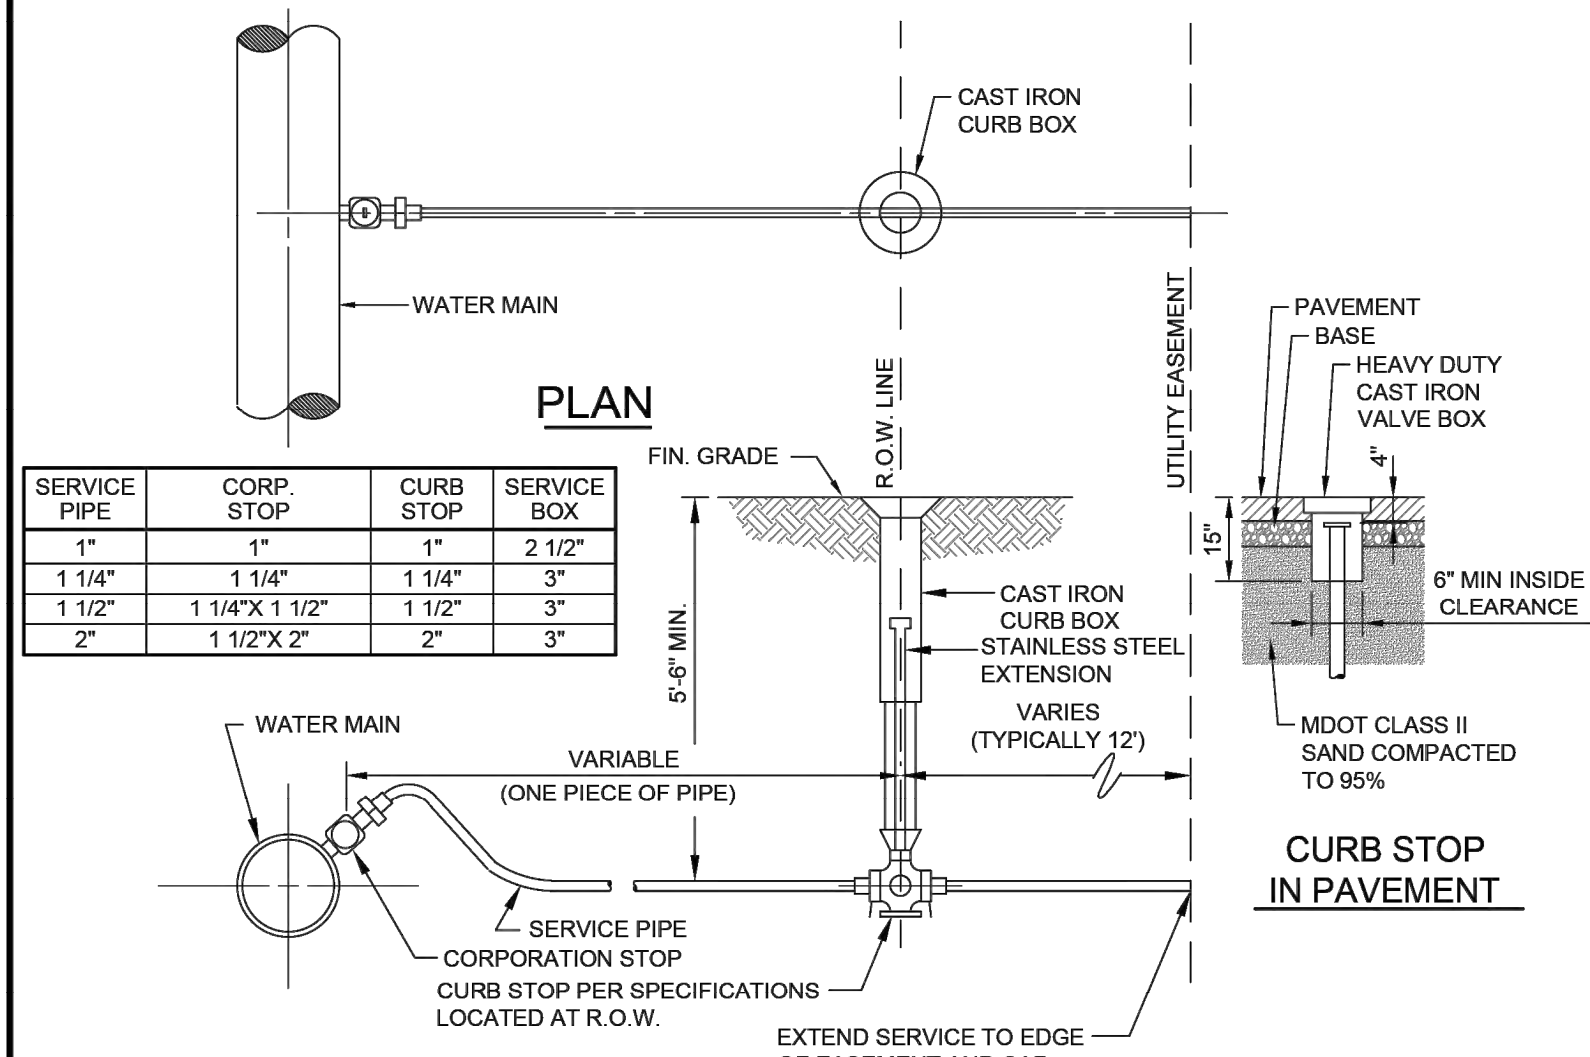 CAST IRON
CURB BOX
WATER MAIN
PLAN
R.O.W. LINE
UTILITY EASEMENT
FIN. GRADE
SERVICE PIPE CORP. STOP CURB STOP SERVICE BOX
1" 1" 1" 2 1/2"
1 1/4" 1 1/4" 1 1/4" 3"
1 1/2" 1 1/4"X 1 1/2" 1 1/2" 3"
2" 1 1/2"X 2" 2" 3"
PAVEMENT
BASE
HEAVY DUTY
CAST IRON
VALVE BOX
4"
15"
6" MIN INSIDE
CLEARANCE
MDOT CLASS II
SAND COMPACTED
TO 95%
CURB STOP
IN PAVEMENT
5'-6" MIN.
CAST IRON
CURB BOX
STAINLESS STEEL
EXTENSION
VARIES
(TYPICALLY 12')
WATER MAIN
VARIABLE
(ONE PIECE OF PIPE)
SERVICE PIPE
CORPORATION STOP
CURB STOP PER SPECIFICATIONS
LOCATED AT R.O.W.
EXTEND SERVICE TO EDGE